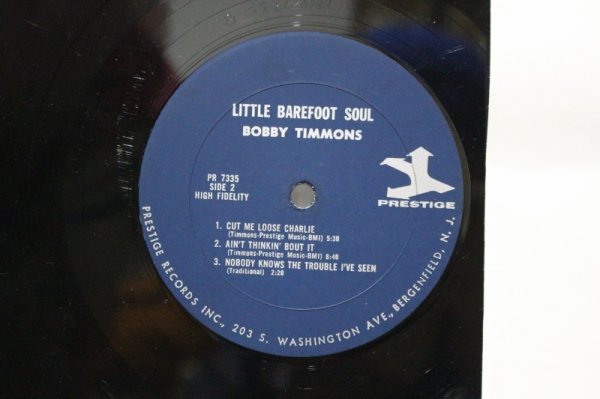 LITTLE BAREFOOT SOUL
BOBBY TIMMONS
PR 7335
SIDE 2
HIGH FIDELITY
PRESTIGE
1. CUT ME LOOSE CHARLIE
(Timmons-Prestige Music-BMI) 5:38
2. AIN'T THINKIN' BOUT IT
(Timmons-Prestige Music-BMI) 8:40
3. NOBODY KNOWS THE TROUBLE I'VE SEEN
(Traditional) 2:20
PRESTIGE RECORDS INC., 203 S. WASHINGTON AVE., BERGENFIELD, N. J.